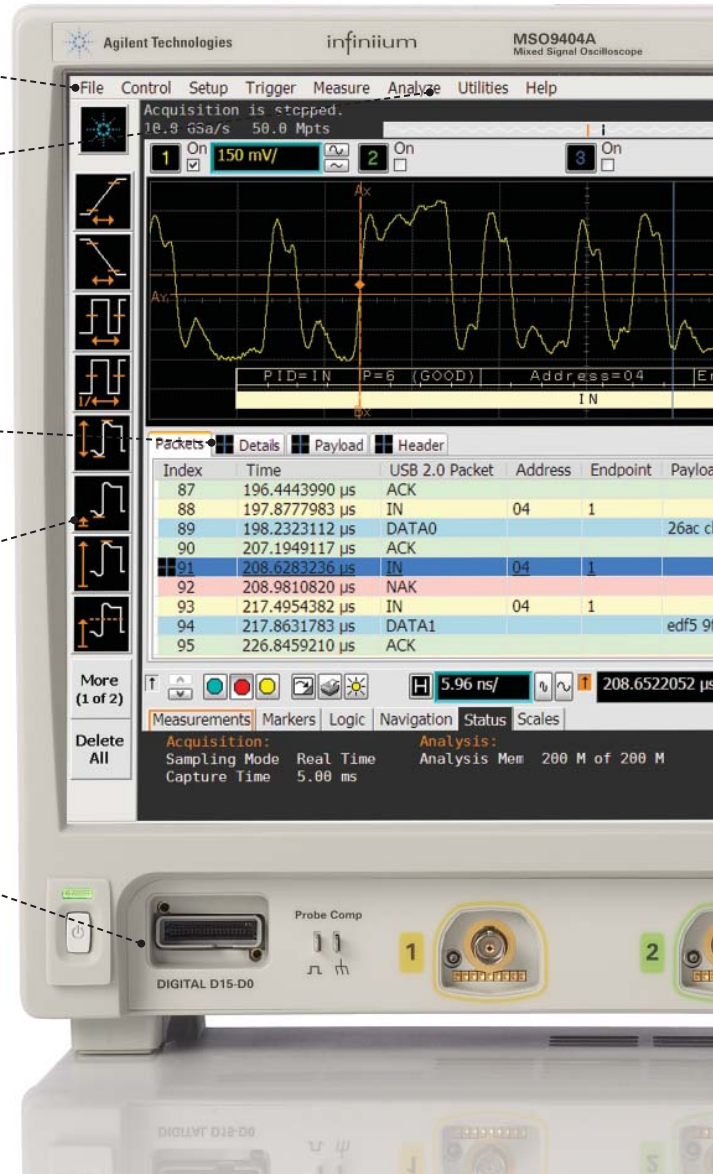 Agilent Technologies infiniium MSO9404A
Mixed Signal Oscilloscope
File Control Setup Trigger Measure Analyze Utilities Help
Acquisition is stopped.
10.0 GSa/s 50.0 Mpts
1 On 150 mV/ 2 On 3 On
Ax
Ay
PID=IN P=6 (GOOD) Address=04
IN
Bx
Packets Details Payload Header
Index Time USB 2.0 Packet Address Endpoint
87 196.4443990 µs ACK
88 197.8777983 µs IN 04 1
89 198.2323112 µs DATA0 26ac
90 207.1949117 µs ACK
91 208.6283236 µs IN 04 1
92 208.9810820 µs NAK
93 217.4954382 µs IN 04 1
94 217.8631783 µs DATA1 edf5
95 226.8459210 µs ACK
More
(1 of 2)
H 5.96 ns/ 208.6522052 µs
Measurements Markers Logic Navigation Status Scales
Delete
All
Acquisition: Analysis:
Sampling Mode Real Time Analysis Mem 200 M of 200 M
Capture Time 5.00 ms
Probe Comp
1 2
DIGITAL D15-D0